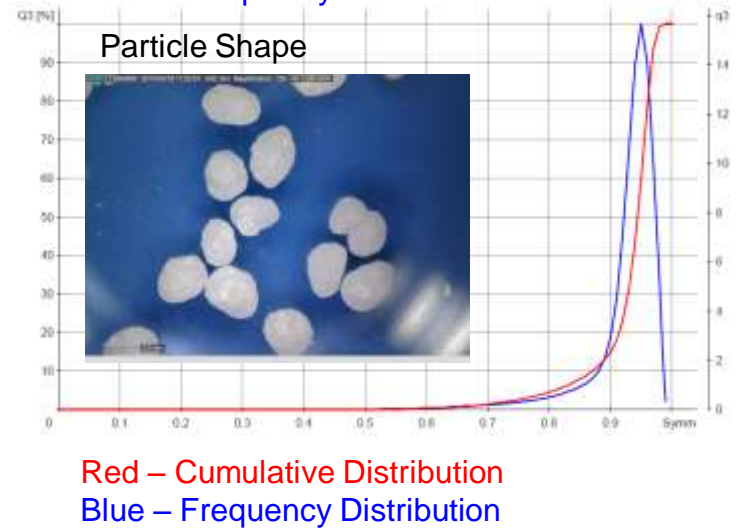 Q3 [%]
q3
Particle Shape
90
80
70
60
50
40
30
20
10
14
12
10
8
6
4
2
0
0 0.1 0.2 0.3 0.4 0.5 0.6 0.7 0.8 0.9 Symm
Red – Cumulative Distribution
Blue – Frequency Distribution